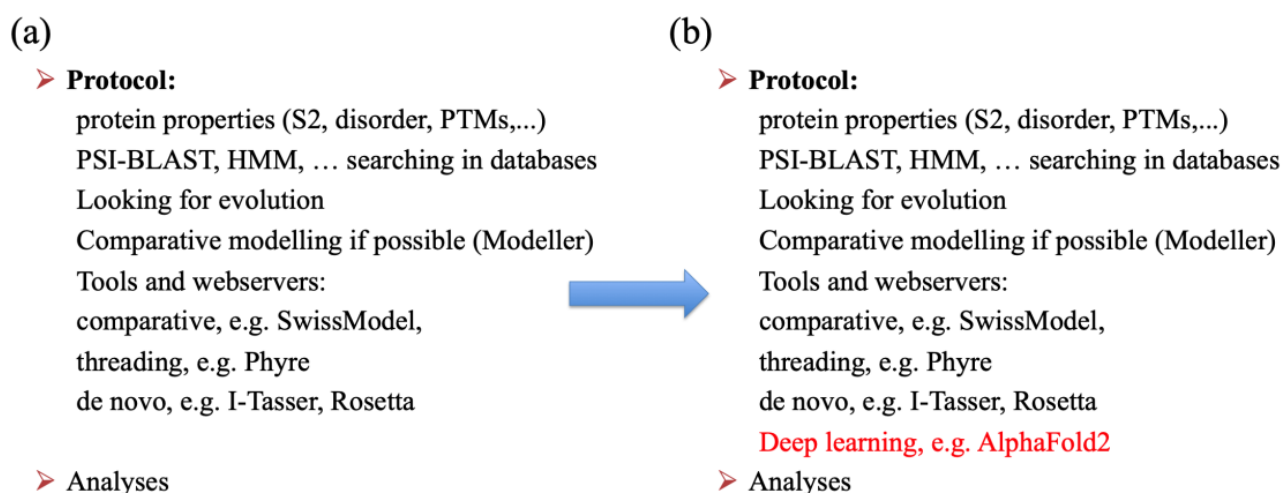 (a)
➢ Protocol:
protein properties (S2, disorder, PTMs,...)
PSI-BLAST, HMM, … searching in databases
Looking for evolution
Comparative modelling if possible (Modeller)
Tools and webservers:
comparative, e.g. SwissModel,
threading, e.g. Phyre
de novo, e.g. I-Tasser, Rosetta
➢ Analyses
(b)
➢ Protocol:
protein properties (S2, disorder, PTMs,...)
PSI-BLAST, HMM, … searching in databases
Looking for evolution
Comparative modelling if possible (Modeller)
Tools and webservers:
comparative, e.g. SwissModel,
threading, e.g. Phyre
de novo, e.g. I-Tasser, Rosetta
Deep learning, e.g. AlphaFold2
➢ Analyses